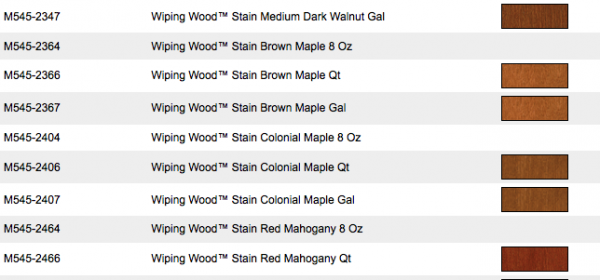 M545-2347 Wiping Wood™ Stain Medium Dark Walnut Gal
M545-2364 Wiping Wood™ Stain Brown Maple 8 Oz
M545-2366 Wiping Wood™ Stain Brown Maple Qt
M545-2367 Wiping Wood™ Stain Brown Maple Gal
M545-2404 Wiping Wood™ Stain Colonial Maple 8 Oz
M545-2406 Wiping Wood™ Stain Colonial Maple Qt
M545-2407 Wiping Wood™ Stain Colonial Maple Gal
M545-2464 Wiping Wood™ Stain Red Mahogany 8 Oz
M545-2466 Wiping Wood™ Stain Red Mahogany Qt